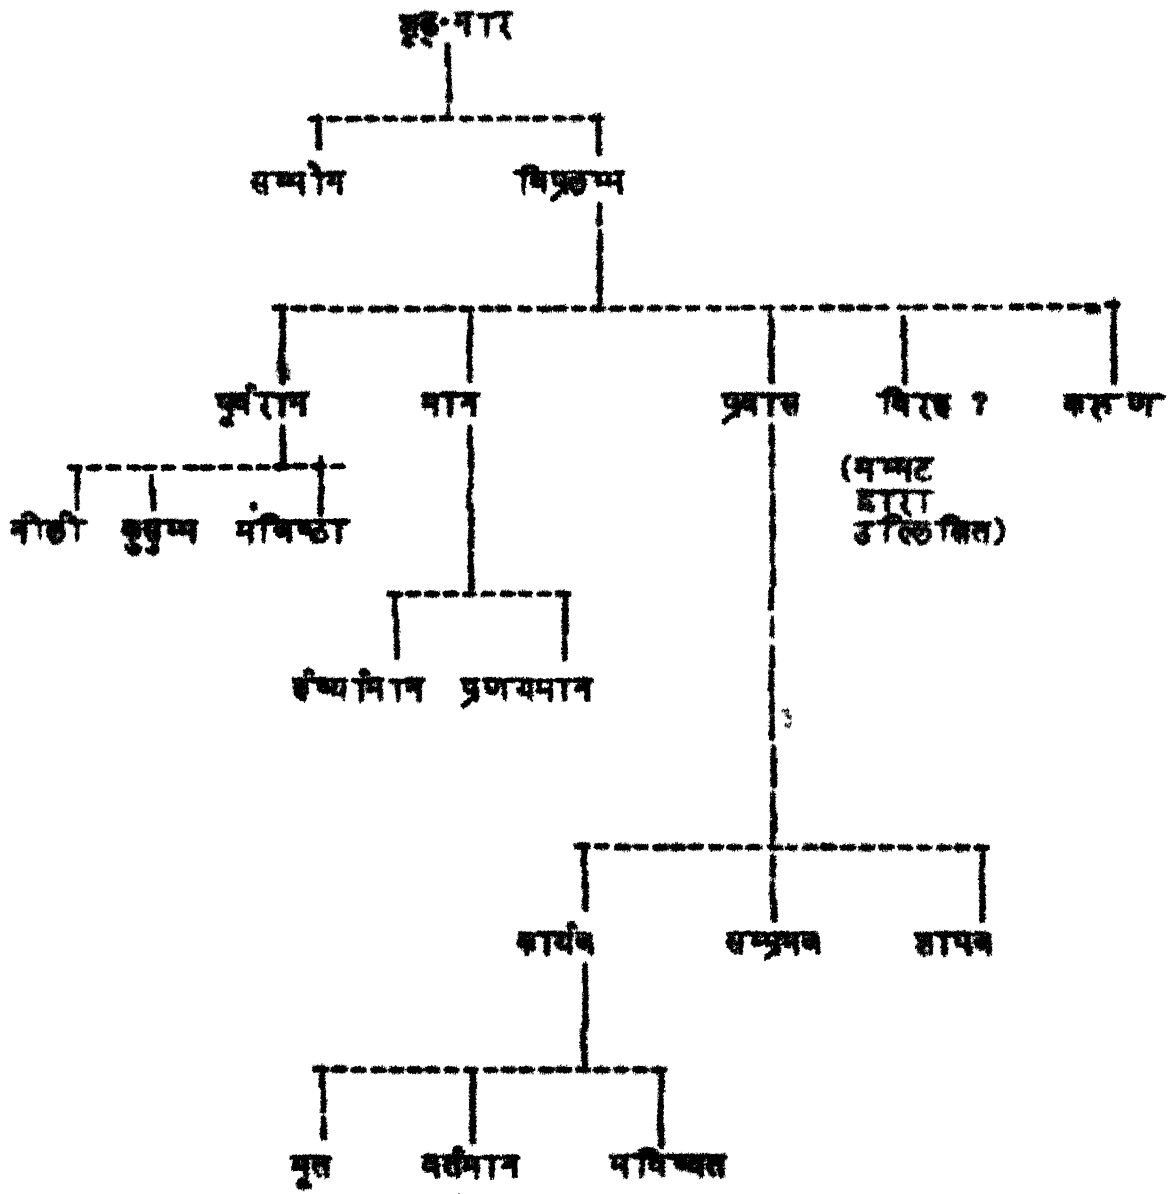 शृङ्गार
सम्भोग विप्रलम्भ
पूर्वराग मान प्रवास विरह ? करुण
(मम्मट
द्वारा
उल्लिखित)
नीली कुसुम्भ मंजिष्ठा
ईर्ष्यामान प्रणयमान
कार्यज सम्भ्रमज शापज
भूत वर्तमान भविष्यत